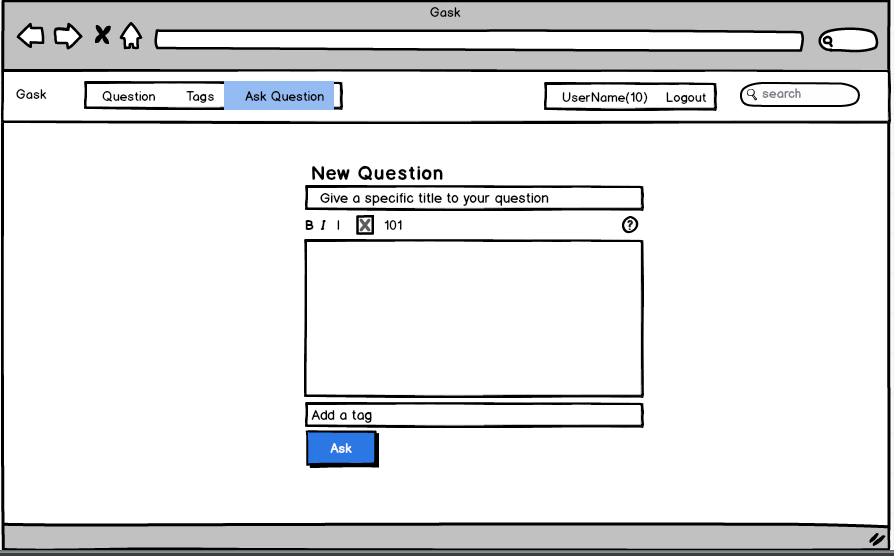 Gask
Gask Question Tags Ask Question UserName(10) Logout search
New Question
Give a specific title to your question
B I | 101 ?
Add a tag
Ask